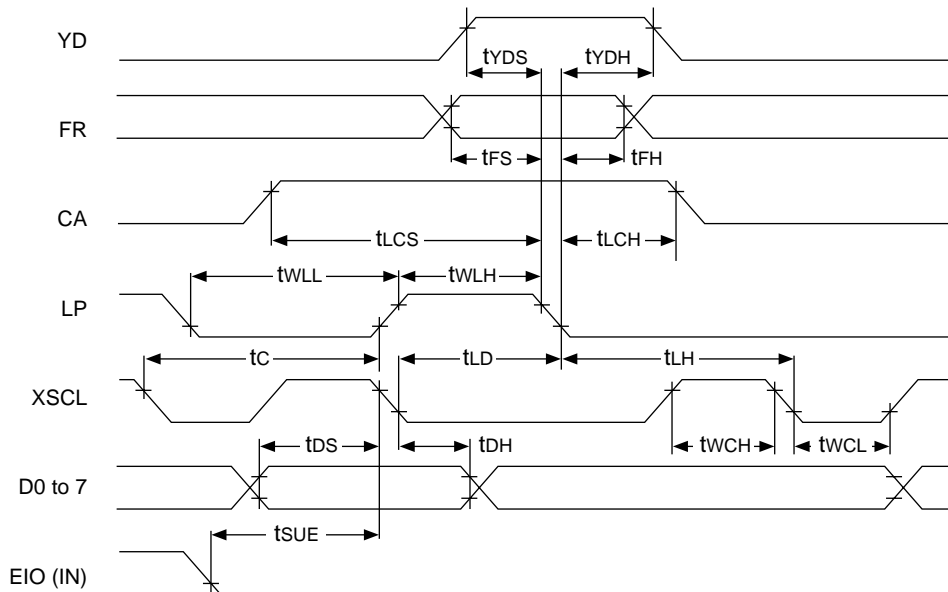 YD
tYDS
tYDH
FR
tFS
tFH
CA
tLCS
tLCH
tWLL
tWLH
LP
tC
tLD
tLH
XSCL
tDS
tDH
tWCH
tWCL
D0 to 7
tSUE
EIO (IN)